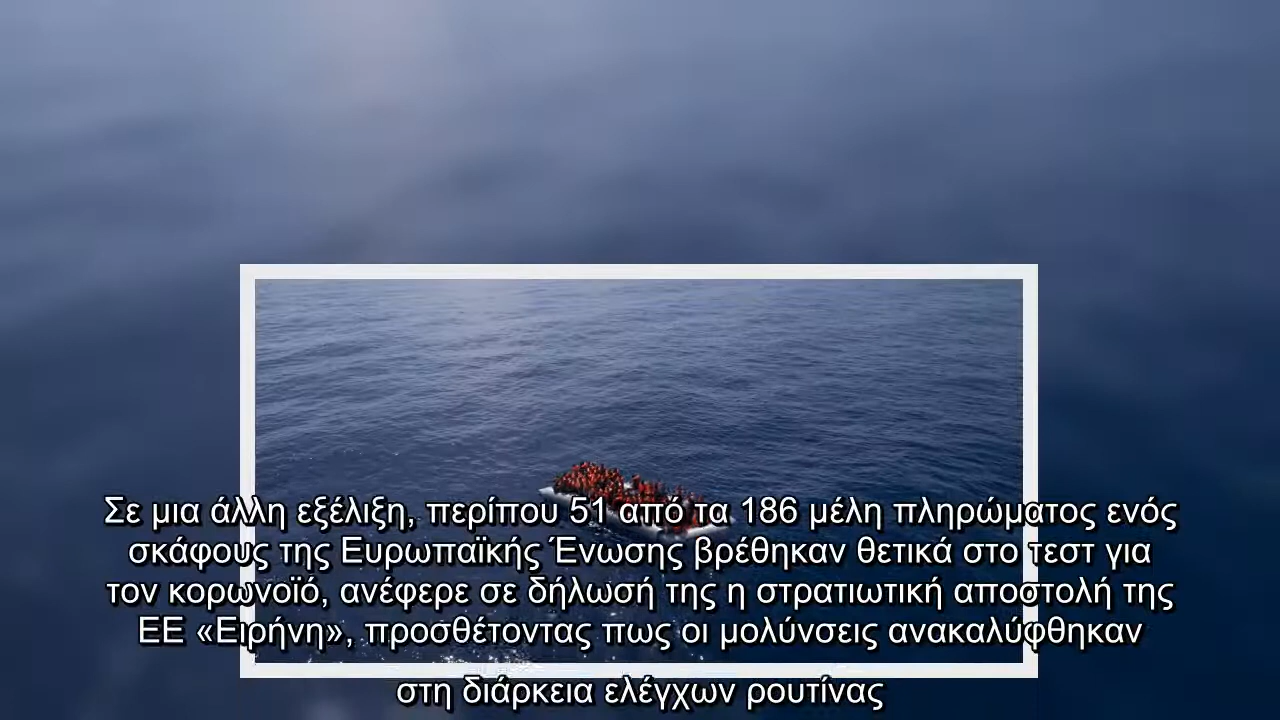 Σε μια άλλη εξέλιξη, περίπου 51 από τα 186 μέλη πληρώματος ενός
σκάφους της Ευρωπαϊκής Ένωσης βρέθηκαν θετικά στο τεστ για
τον κορωνοϊό, ανέφερε σε δήλωσή της η στρατιωτική αποστολή της
ΕΕ «Ειρήνη», προσθέτοντας πως οι μολύνσεις ανακαλύφθηκαν
στη διάρκεια ελέγχων ρουτίνας